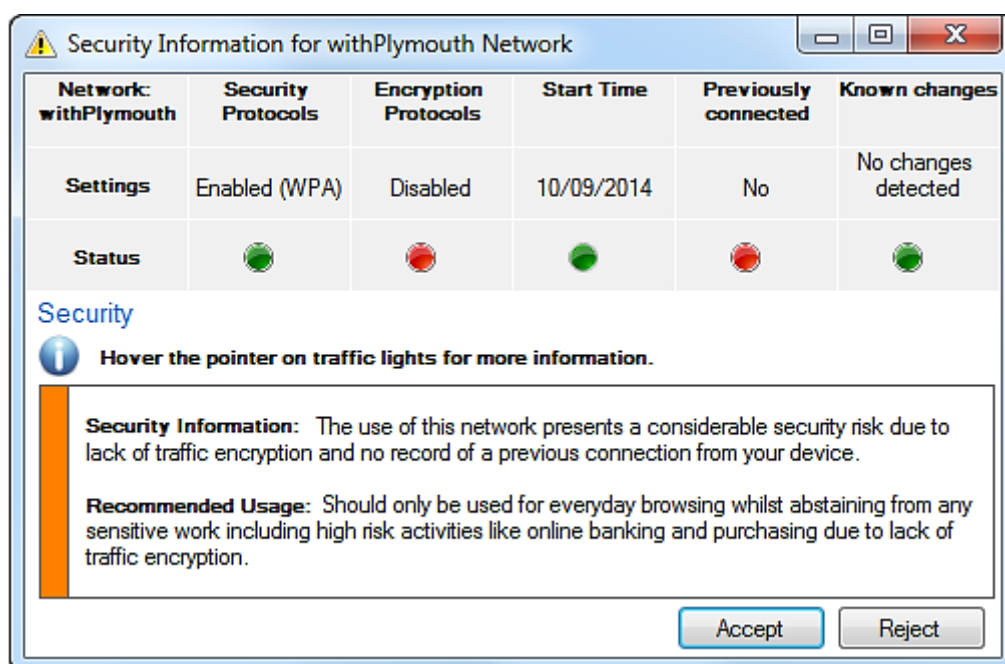 Security Information for withPlymouth Network
Network: withPlymouth
Security Protocols
Encryption Protocols
Start Time
Previously connected
Known changes
Settings
Enabled (WPA)
Disabled
10/09/2014
No
No changes detected
Status
Security
Hover the pointer on traffic lights for more information.
Security Information: The use of this network presents a considerable security risk due to
lack of traffic encryption and no record of a previous connection from your device.
Recommended Usage: Should only be used for everyday browsing whilst abstaining from any
sensitive work including high risk activities like online banking and purchasing due to lack of
traffic encryption.
Accept
Reject